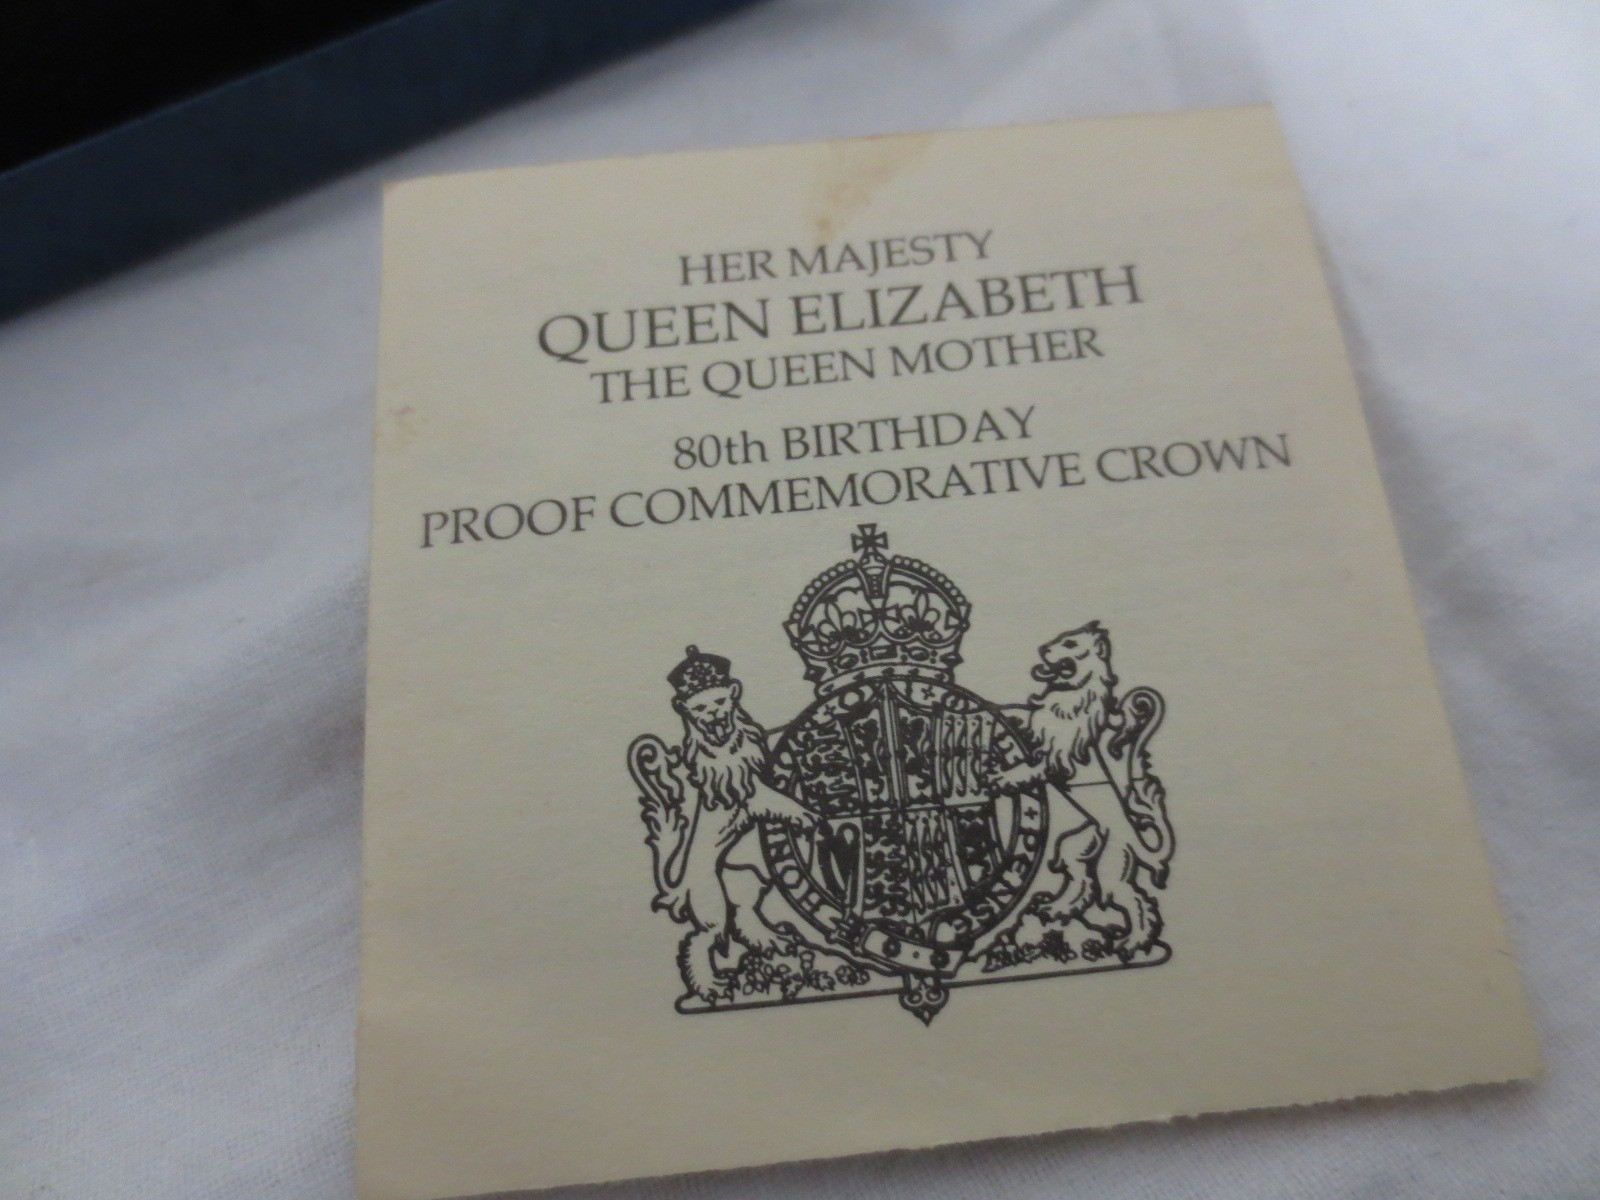 HER MAJESTY
QUEEN ELIZABETH
THE QUEEN MOTHER
80th BIRTHDAY
PROOF COMMEMORATIVE CROWN